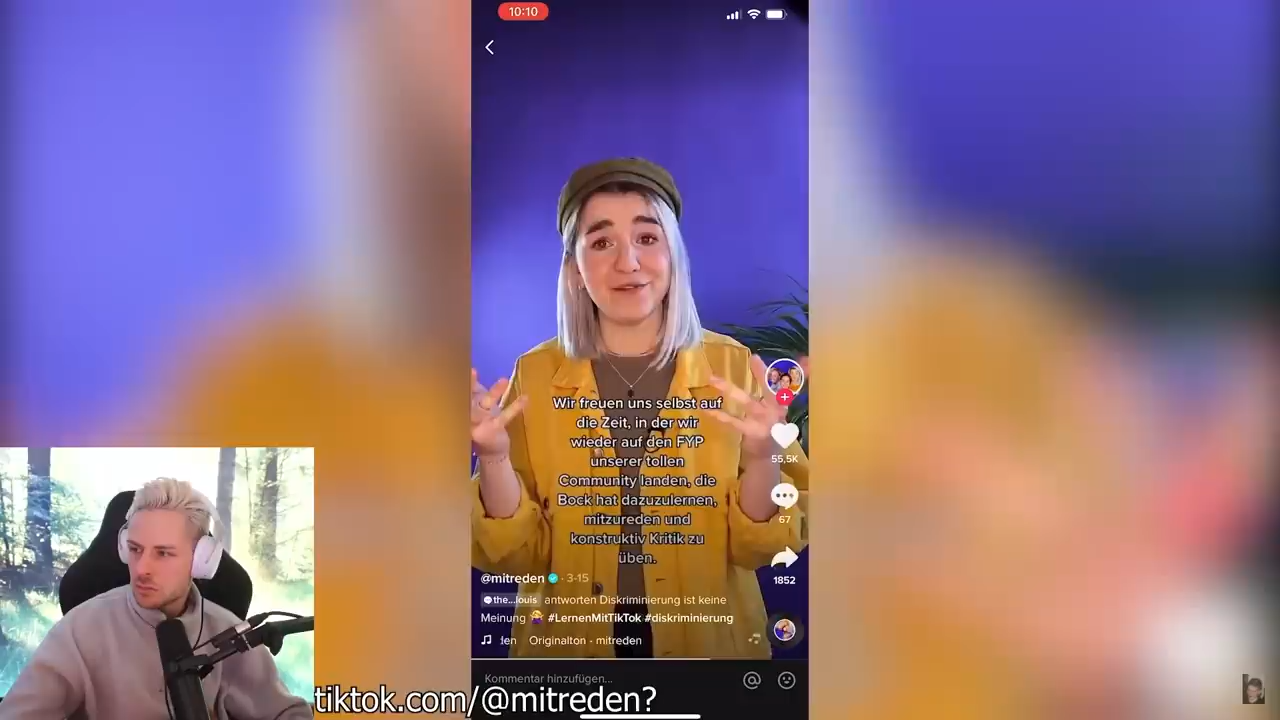 10:10
Wir freuen uns selbst auf
die Zeit, in der wir
wieder auf den FYP
unserer tollen
Community landen, die
Bock hat dazuzulernen,
mitzureden und
konstruktiv Kritik zu
üben.
55,5K
67
1852
@mitreden · 3-15
the...louis antworten Diskriminierung ist keine
Meinung #LernenMitTikTok #diskriminierung
Originalton - mitreden
Kommentar hinzufügen...
tiktok.com/@mitreden?